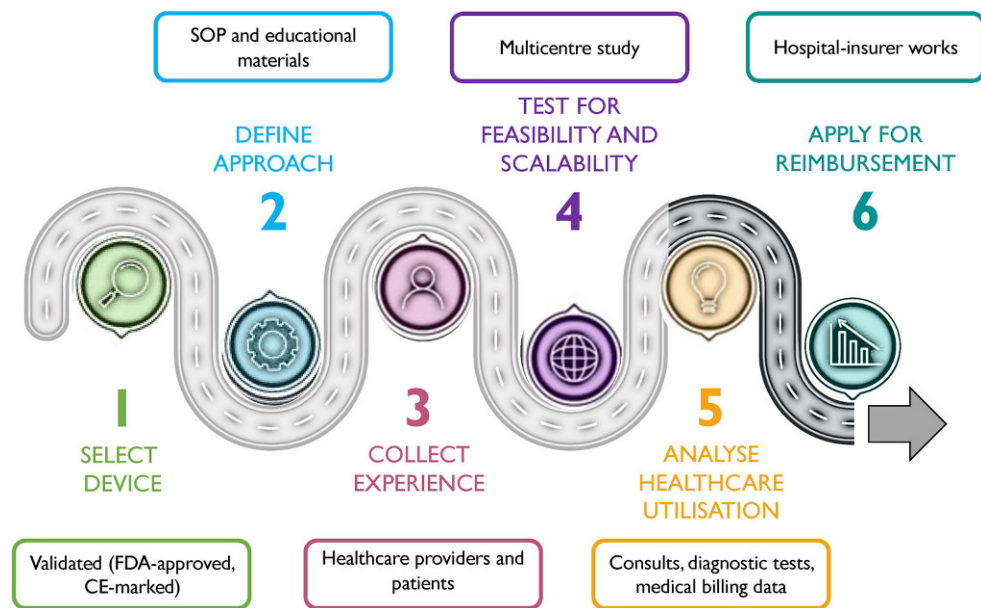 SOP and educational
materials
Multicentre study
Hospital-insurer works
DEFINE
APPROACH
2
TEST FOR
FEASIBILITY AND
SCALABILITY
4
APPLY FOR
REIMBURSEMENT
6
1
SELECT
DEVICE
3
COLLECT
EXPERIENCE
5
ANALYSE
HEALTHCARE
UTILISATION
Validated (FDA-approved,
CE-marked)
Healthcare providers and
patients
Consults, diagnostic tests,
medical billing data